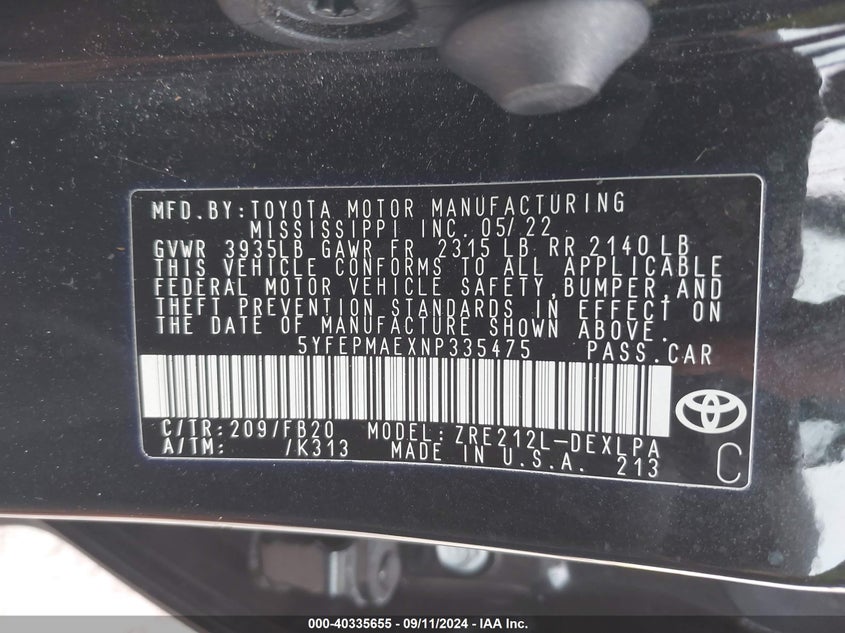 MFD.BY:TOYOTA MOTOR MANUFACTURING
MISSISSIPPI INC. 05/22
GVWR 3935LB GAWR FR 2315 LB RR 2140 LB
THIS VEHICLE CONFORMS TO ALL APPLICABLE
FEDERAL MOTOR VEHICLE SAFETY,BUMPER,AND
THEFT PREVENTION STANDARDS IN EFFECT ON
THE DATE OF MANUFACTURE SHOWN ABOVE.
5YFEPMAEXNP335475 PASS.CAR
C/TR:209/FB20 MODEL:ZRE212L-DEXLPA
A/TM: /K313 MADE IN U.S.A. 213
C
000-40335655 - 09/11/2024 - IAA Inc.